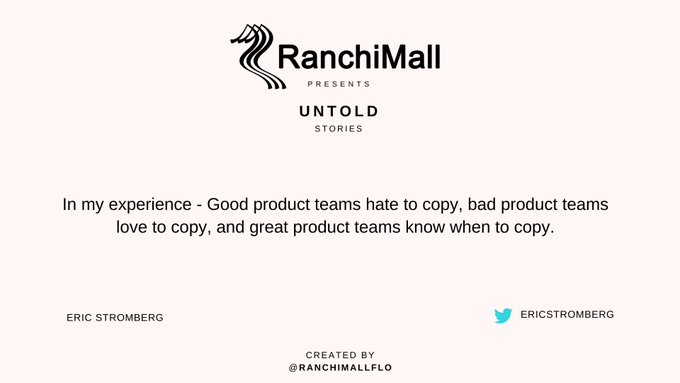 RanchiMall
PRESENTS
UNTOLD
STORIES
In my experience - Good product teams hate to copy, bad product teams
love to copy, and great product teams know when to copy.
ERIC STROMBERG
ERICSTROMBERG
CREATED BY
@RANCHIMALLFLO